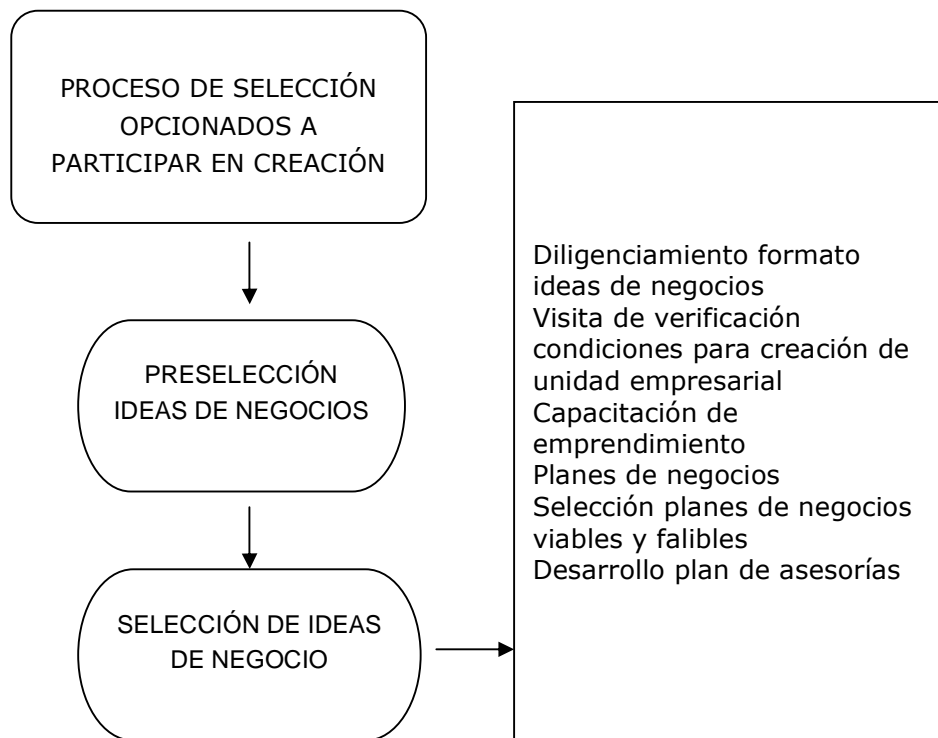 PROCESO DE SELECCIÓN
OPCIONADOS A
PARTICIPAR EN CREACIÓN
PRESELECCIÓN
IDEAS DE NEGOCIOS
SELECCIÓN DE IDEAS
DE NEGOCIO
Diligenciamiento formato
ideas de negocios
Visita de verificación
condiciones para creación de
unidad empresarial
Capacitación de
emprendimiento
Planes de negocios
Selección planes de negocios
viables y falibles
Desarrollo plan de asesorías